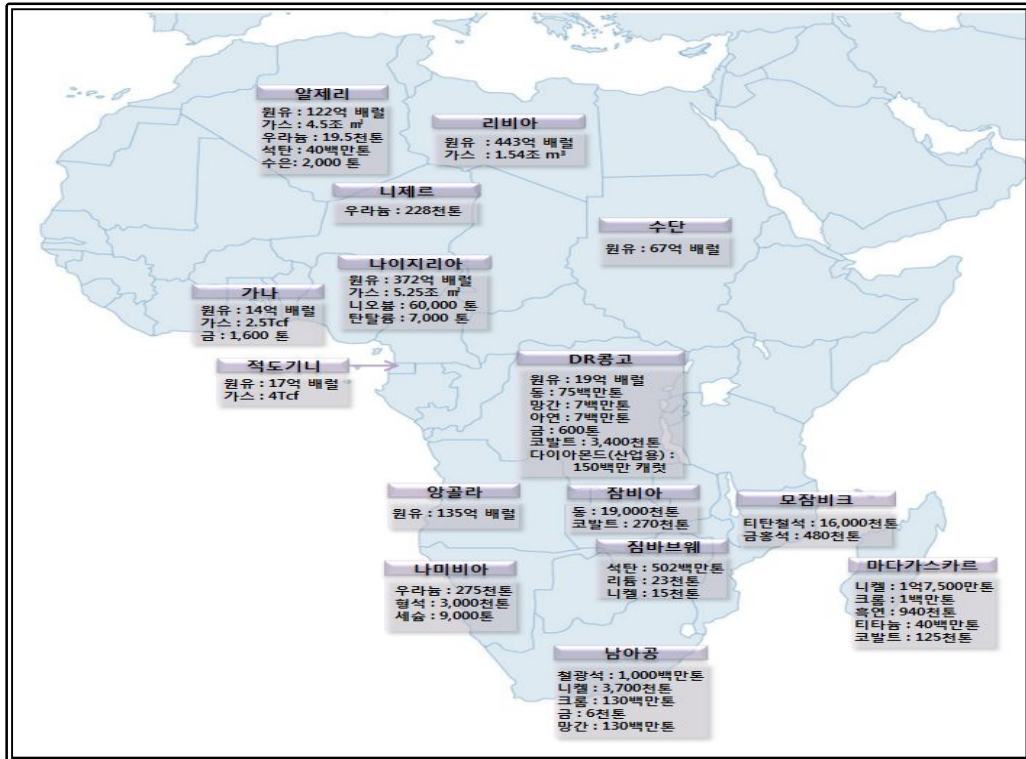 알제리
원유 : 122억 배럴
가스 : 4.5조 ㎥
우라늄 : 19.5천톤
석탄 : 40백만톤
수은: 2,000 톤
리비아
원유 : 443억 배럴
가스 : 1.54조 m³
니제르
우라늄 : 228천톤
수단
원유 : 67억 배럴
나이지리아
원유 : 372억 배럴
가스 : 5.25조 ㎥
니오븀 : 60,000 톤
탄탈륨 : 7,000 톤
가나
원유 : 14억 배럴
가스 : 2.5Tcf
금 : 1,600 톤
적도기니
원유 : 17억 배럴
가스 : 4Tcf
DR콩고
원유 : 19억 배럴
동 : 75백만톤
망간 : 7백만톤
아연 : 7백만톤
금 : 600톤
코발트 : 3,400천톤
다이아몬드(산업용) :
150백만 캐럿
앙골라
원유 : 135억 배럴
잠비아
동 : 19,000천톤
코발트 : 270천톤
모잠비크
티탄철석 : 16,000천톤
금홍석 : 480천톤
짐바브웨
석탄 : 502백만톤
리튬 : 23천톤
니켈 : 15천톤
나미비아
우라늄 : 275천톤
형석 : 3,000천톤
세슘 : 9,000톤
마다가스카르
니켈 : 1억7,500만톤
크롬 : 1백만톤
흑연 : 940천톤
티타늄 : 40백만톤
코발트 : 125천톤
남아공
철광석 : 1,000백만톤
니켈 : 3,700천톤
크롬 : 130백만톤
금 : 6천톤
망간 : 130백만톤